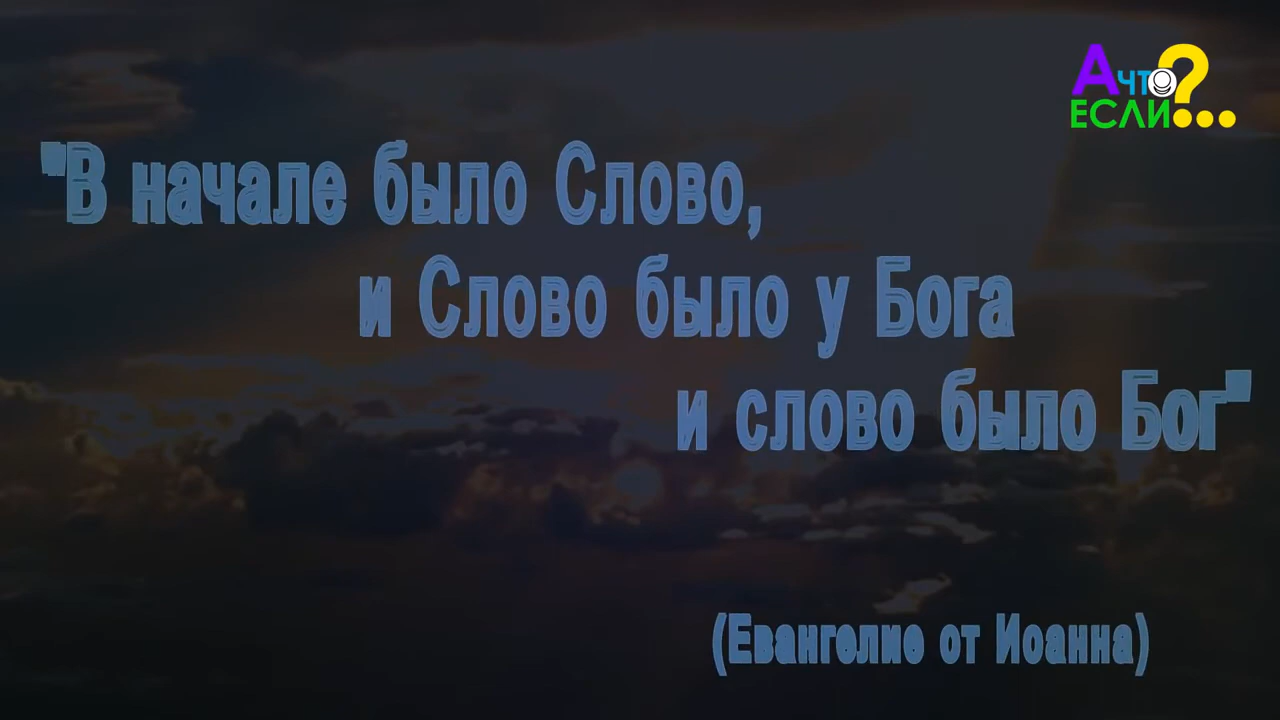 А что
ЕСЛИ?...
"В начале было Слово,
и Слово было у Бога
и слово было Бог"
(Евангелие от Иоанна)